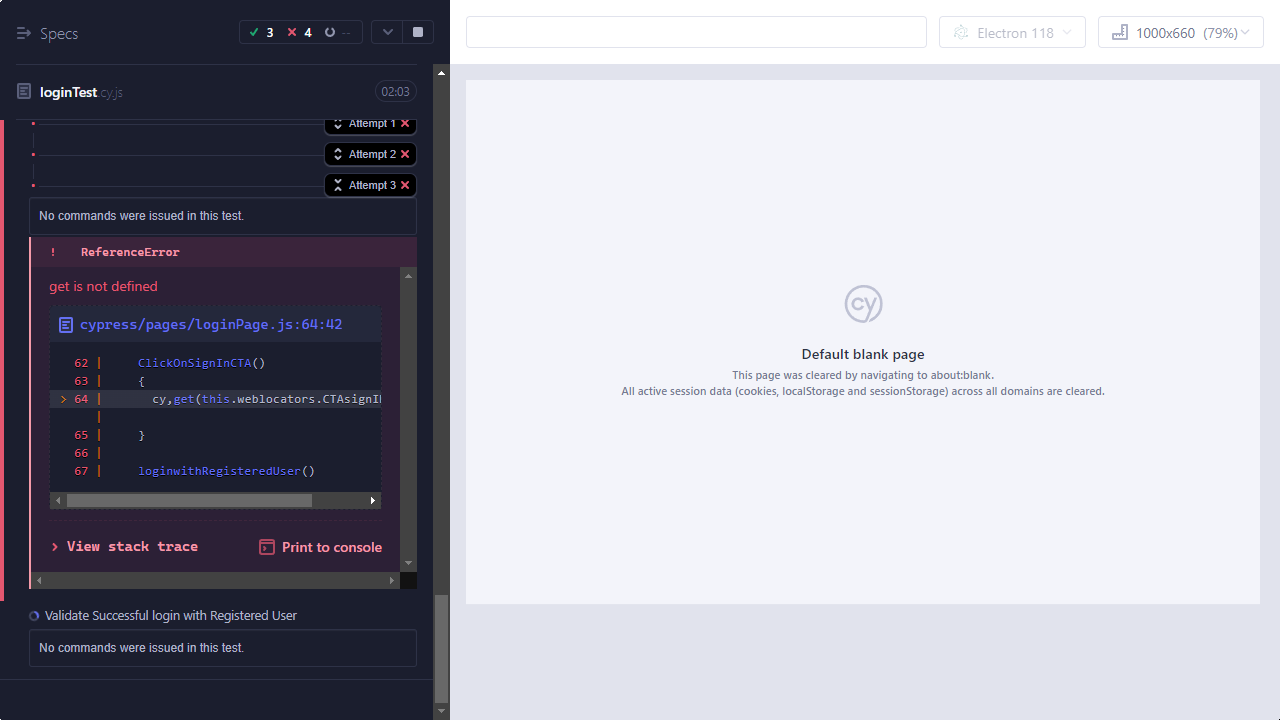 Specs
3
4
--
Electron 118
1000x660 (79%)
loginTest.cy.js
02:03
Attempt 1
Attempt 2
Attempt 3
No commands were issued in this test.
! ReferenceError
get is not defined
cypress/pages/loginPage.js:64:42
62 | ClickOnSignInCTA()
63 | {
> 64 | cy,get(this.weblocators.CTAsignI
|
65 | }
66 |
67 | loginwithRegisteredUser()
> View stack trace
Print to console
Validate Successful login with Registered User
No commands were issued in this test.
cy
Default blank page
This page was cleared by navigating to about:blank.
All active session data (cookies, localStorage and sessionStorage) across all domains are cleared.